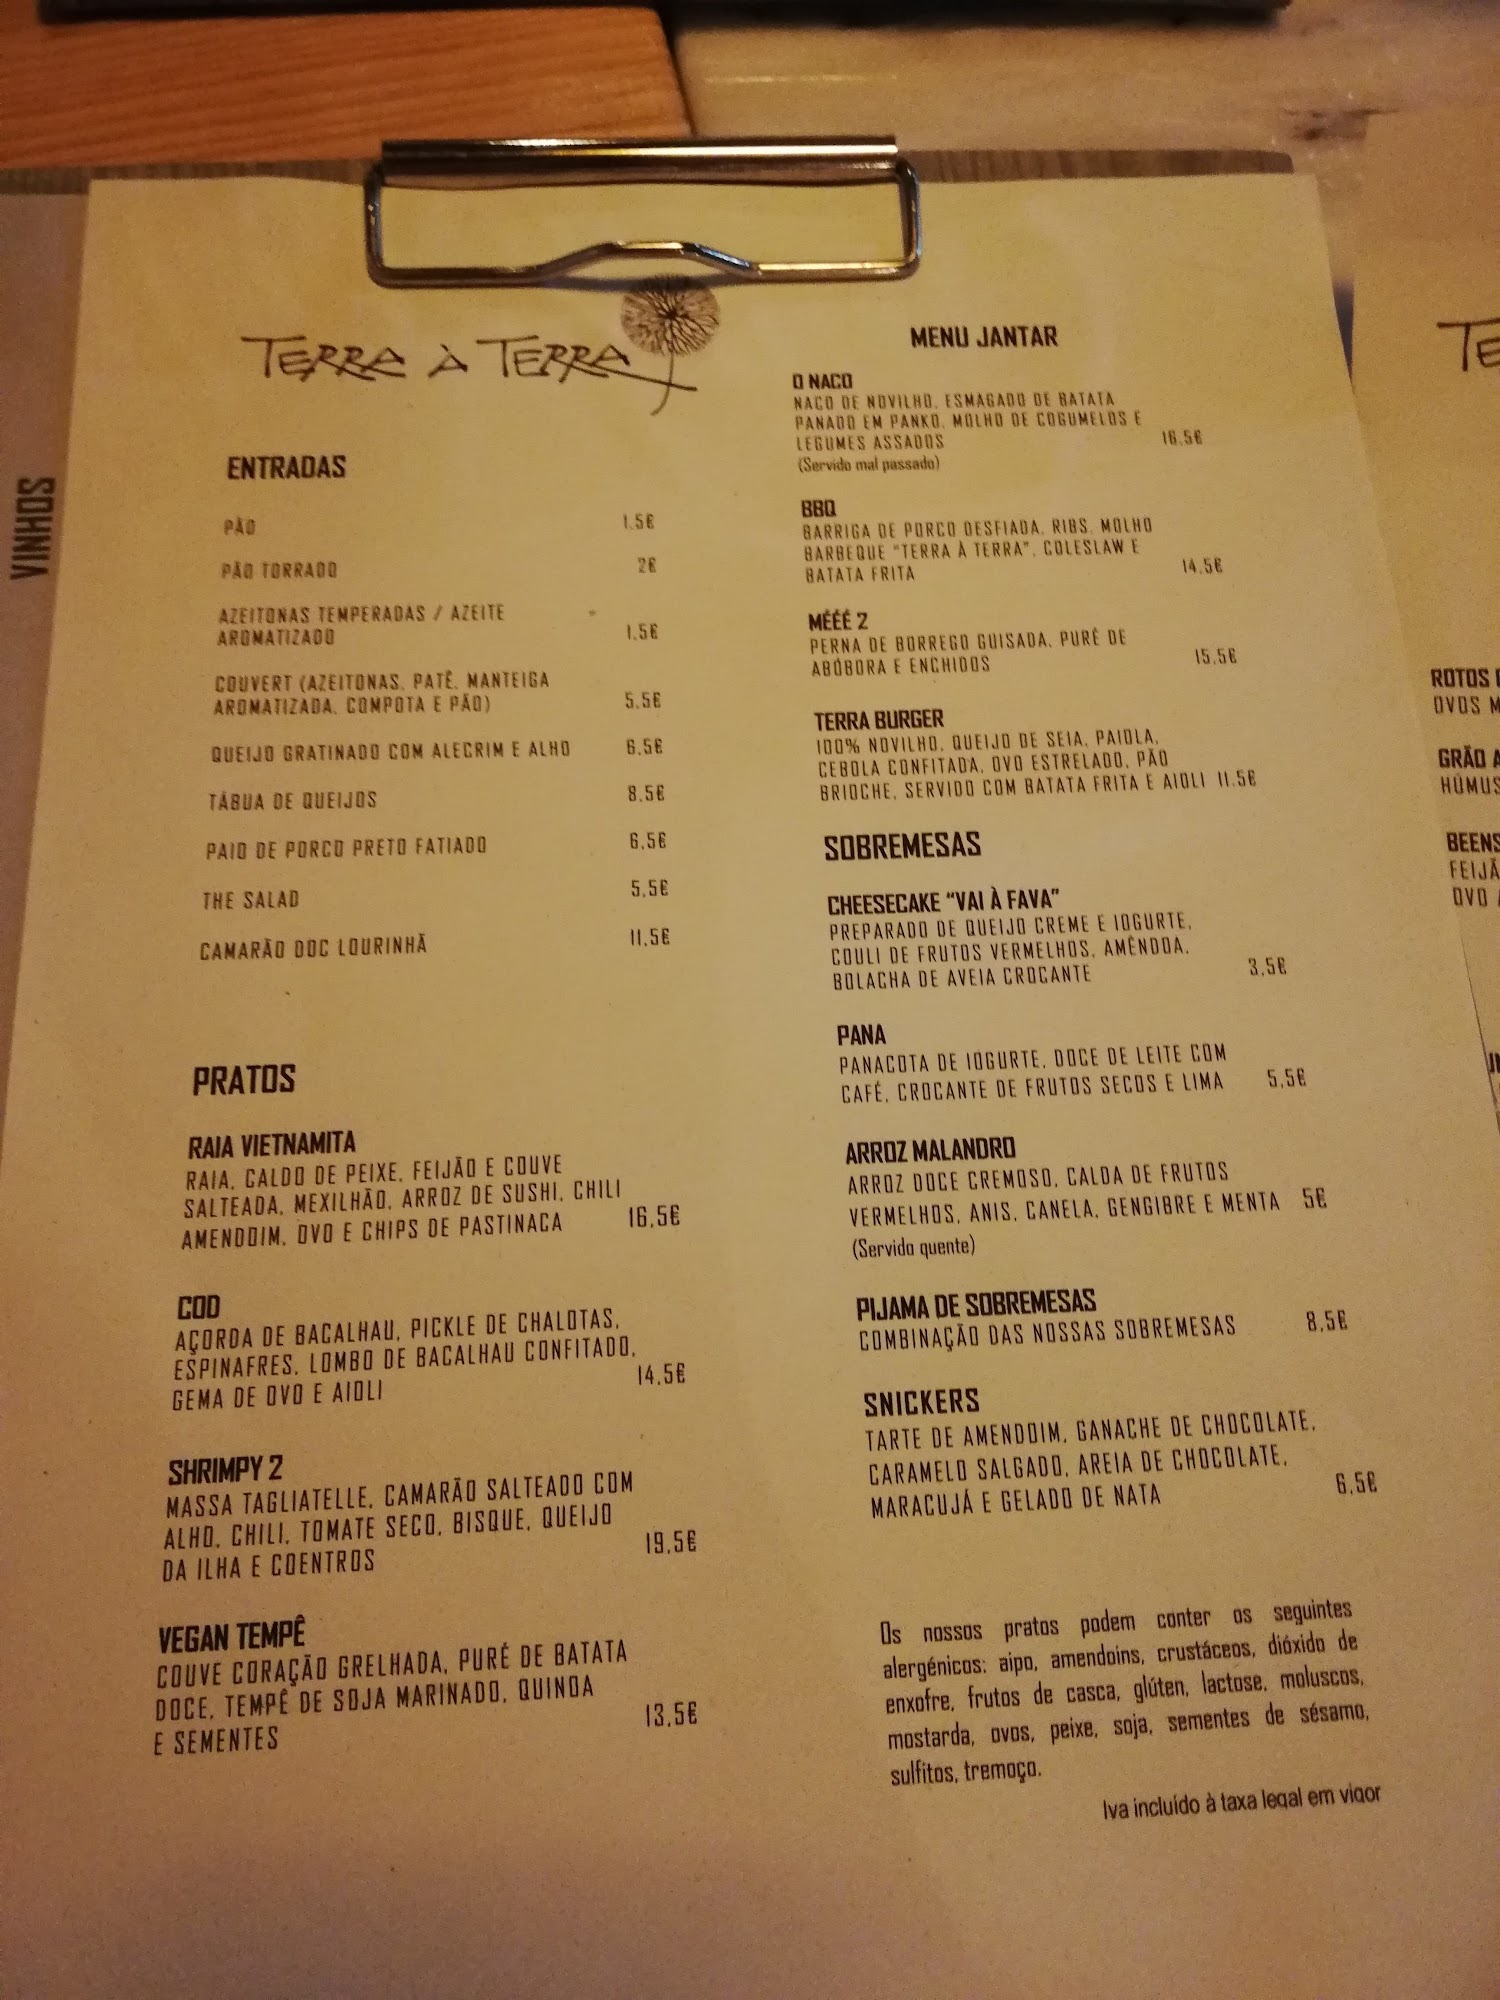 VINHOS
TERRA À TERRA
ENTRADAS
PÃO 1.5€
PÃO TORRADO 2€
AZEITONAS TEMPERADAS / AZEITE
AROMATIZADO 1.5€
COUVERT (AZEITONAS, PATÊ, MANTEIGA
AROMATIZADA, COMPOTA E PÃO) 5.5€
QUEIJO GRATINADO COM ALECRIM E ALHO 6.5€
TÁBUA DE QUEIJOS 8.5€
PAIO DE PORCO PRETO FATIADO 6,5€
THE SALAD 5,5€
CAMARÃO DOC LOURINHÃ 11,5€
PRATOS
RAIA VIETNAMITA
RAIA, CALDO DE PEIXE, FEIJÃO E COUVE
SALTEADA, MEXILHÃO, ARROZ DE SUSHI, CHILI
AMENDOIM, OVO E CHIPS DE PASTINACA 16,5€
COD
AÇORDA DE BACALHAU, PICKLE DE CHALOTAS,
ESPINAFRES, LOMBO DE BACALHAU CONFITADO,
GEMA DE OVO E AIOLI 14,5€
SHRIMPY 2
MASSA TAGLIATELLE, CAMARÃO SALTEADO COM
ALHO, CHILI, TOMATE SECO, BISQUE, QUEIJO
DA ILHA E COENTROS 19,5€
VEGAN TEMPÊ
COUVE CORAÇÃO GRELHADA, PURÉ DE BATATA
DOCE, TEMPÊ DE SOJA MARINADO, QUINOA
E SEMENTES 13,5€
MENU JANTAR
O NACO
NACO DE NOVILHO, ESMAGADO DE BATATA
PANADO EM PANKO, MOLHO DE COGUMELOS E
LEGUMES ASSADOS 16.5€
(Servido mal passado)
BBQ
BARRIGA DE PORCO DESFIADA, RIBS, MOLHO
BARBEQUE "TERRA À TERRA", COLESLAW E
BATATA FRITA 14,5€
MÉÉÉ 2
PERNA DE BORREGO GUISADA, PURÉ DE
ABÓBORA E ENCHIDOS 15,5€
TERRA BURGER
100% NOVILHO, QUEIJO DE SEIA, PAIOLA,
CEBOLA CONFITADA, OVO ESTRELADO, PÃO
BRIOCHE, SERVIDO COM BATATA FRITA E AIOLI 11.5€
SOBREMESAS
CHEESECAKE “VAI À FAVA”
PREPARADO DE QUEIJO CREME E IOGURTE,
COULI DE FRUTOS VERMELHOS, AMÊNDOA,
BOLACHA DE AVEIA CROCANTE 3,5€
PANA
PANACOTA DE IOGURTE, DOCE DE LEITE COM
CAFÉ, CROCANTE DE FRUTOS SECOS E LIMA 5,5€
ARROZ MALANDRO
ARROZ DOCE CREMOSO, CALDA DE FRUTOS
VERMELHOS, ANIS, CANELA, GENGIBRE E MENTA 5€
(Servido quente)
PIJAMA DE SOBREMESAS
COMBINAÇÃO DAS NOSSAS SOBREMESAS 8,5€
SNICKERS
TARTE DE AMENDOIM, GANACHE DE CHOCOLATE,
CARAMELO SALGADO, AREIA DE CHOCOLATE,
MARACUJÁ E GELADO DE NATA 6,5€
Os nossos pratos podem conter os seguintes
alergénicos: aipo, amendoins, crustáceos, dióxido de
enxofre, frutos de casca, glúten, lactose, moluscos,
mostarda, ovos, peixe, soja, sementes de sésamo,
sulfitos, tremoço.
Iva incluído à taxa legal em vigor
TE
ROTOS
OVOS M
GRÃO A
HÚMUS
BEENS
FEIJÃ
OVO